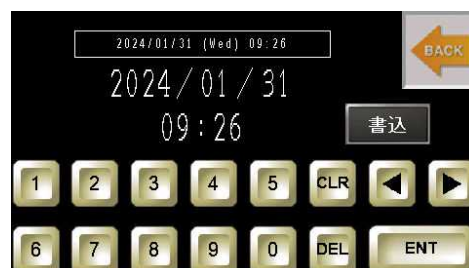 2024/01/31 (Wed) 09:26
BACK
2024/01/31
09:26
書込
1 2 3 4 5 CLR ◀ ▶
6 7 8 9 0 DEL ENT